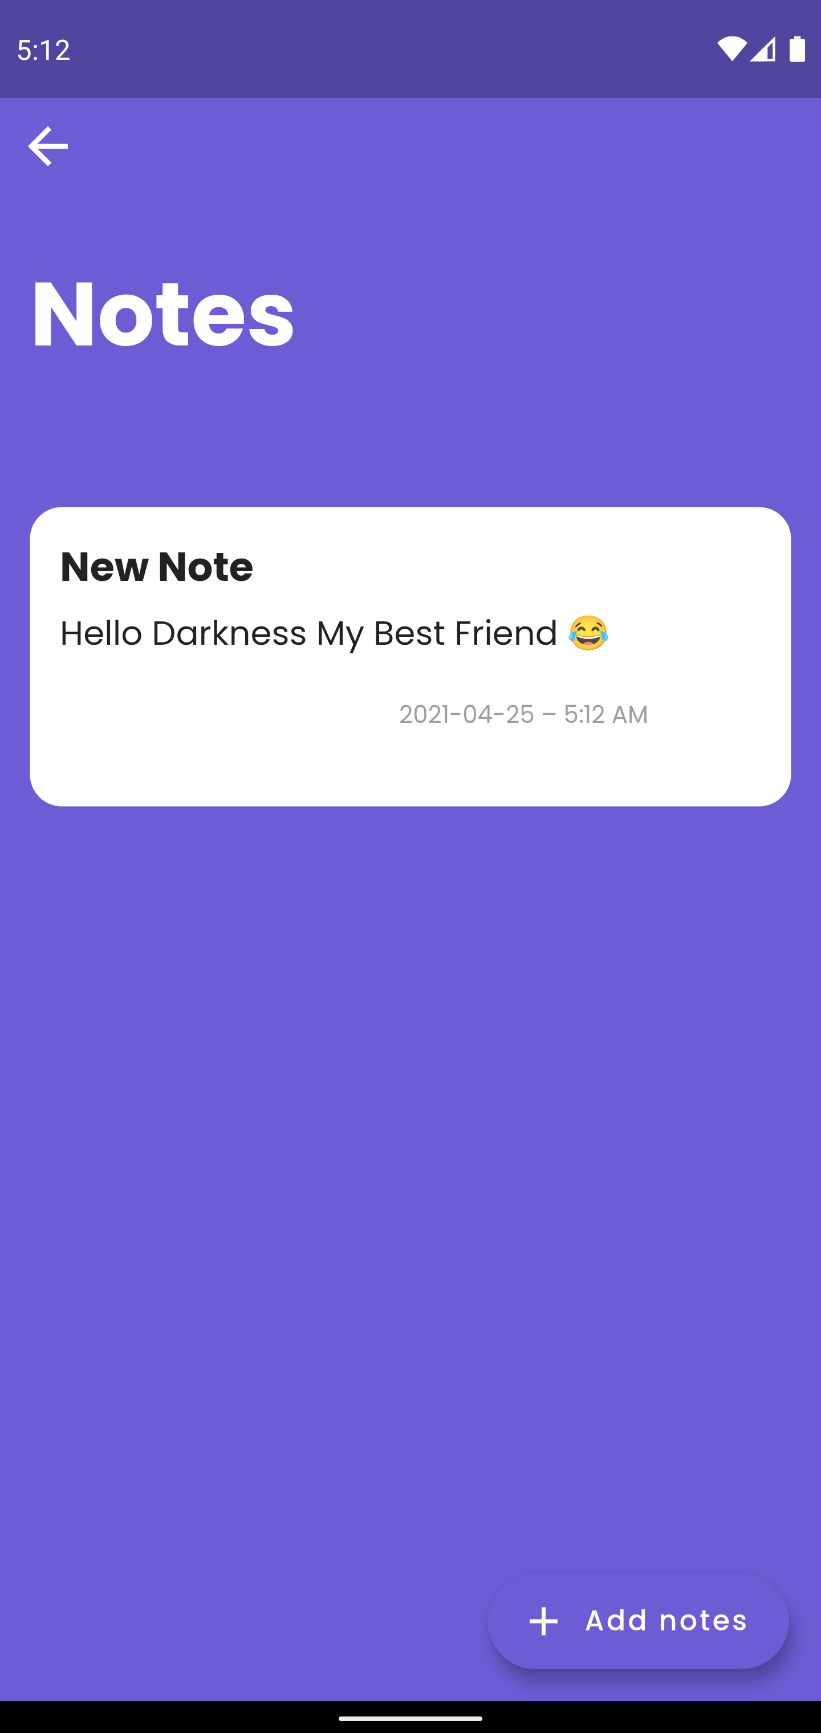 5:12
Notes
New Note
Hello Darkness My Best Friend 😂
2021-04-25 – 5:12 AM
Add notes